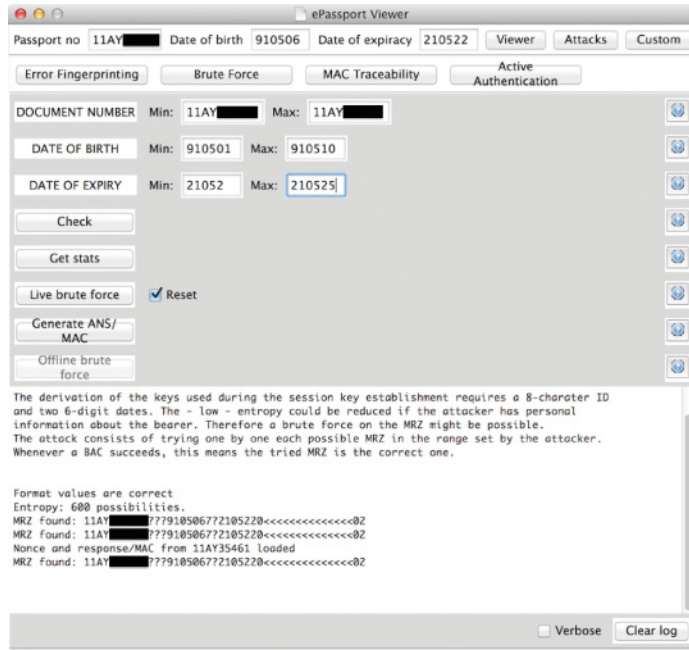 ePassport Viewer
Passport no 11AY Date of birth 910506 Date of expiracy 210522 Viewer Attacks Custom
Error Fingerprinting Brute Force MAC Traceability Active Authentication
DOCUMENT NUMBER Min: 11AY Max: 11AY
DATE OF BIRTH Min: 910501 Max: 910510
DATE OF EXPIRY Min: 21052 Max: 210525
Check
Get stats
Live brute force Reset
Generate ANS/
MAC
Offline brute
force
The derivation of the keys used during the session key establishment requires a 8-charater ID
and two 6-digit dates. The - low - entropy could be reduced if the attacker has personal
information about the bearer. Therefore a brute force on the MRZ might be possible.
The attack consists of trying one by one each possible MRZ in the range set by the attacker.
Whenever a BAC succeeds, this means the tried MRZ is the correct one.
Format values are correct
Entropy: 600 possibilities.
MRZ found: 11AY ???9105067?2105220<<<<<<<<<<<<<<02
MRZ found: 11AY ???9105067?2105220<<<<<<<<<<<<<<02
Nonce and response/MAC from 11AY35461 loaded
MRZ found: 11AY ???9105067?2105220<<<<<<<<<<<<<<02
Verbose Clear log